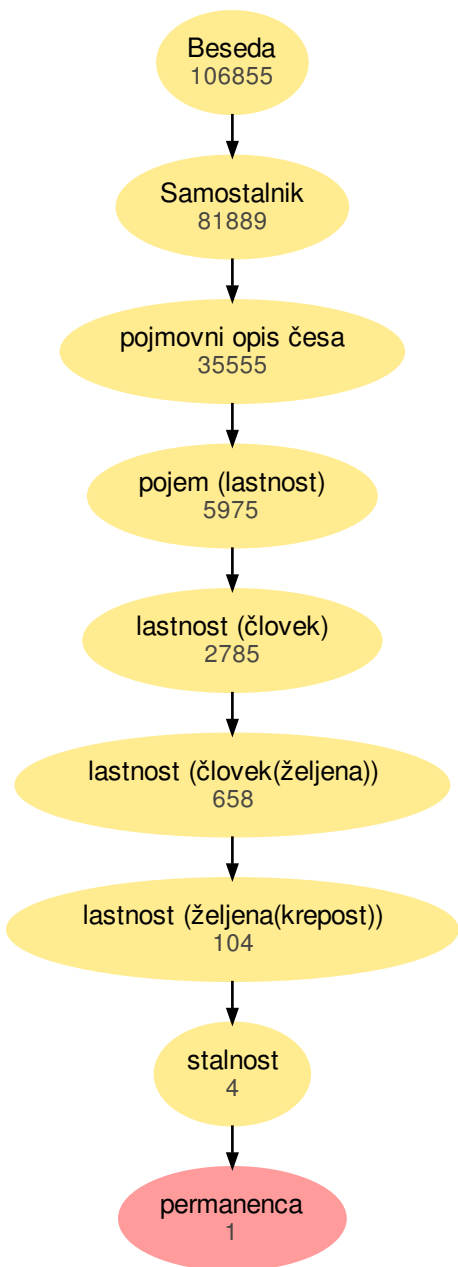 Beseda
106855
Samostalnik
81889
pojmovni opis česa
35555
pojem (lastnost)
5975
lastnost (človek)
2785
lastnost (človek(željena))
658
lastnost (željena(krepost))
104
stalnost
4
permanenca
1